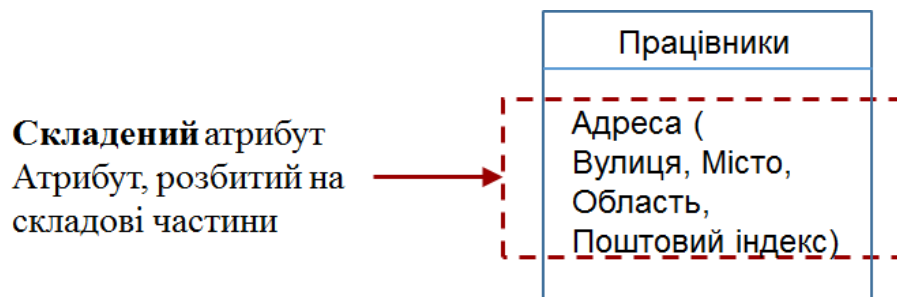 Складений атрибут
Атрибут, розбитий на
складові частини
Працівники
Адреса (
Вулиця, Місто,
Область,
Поштовий індекс)